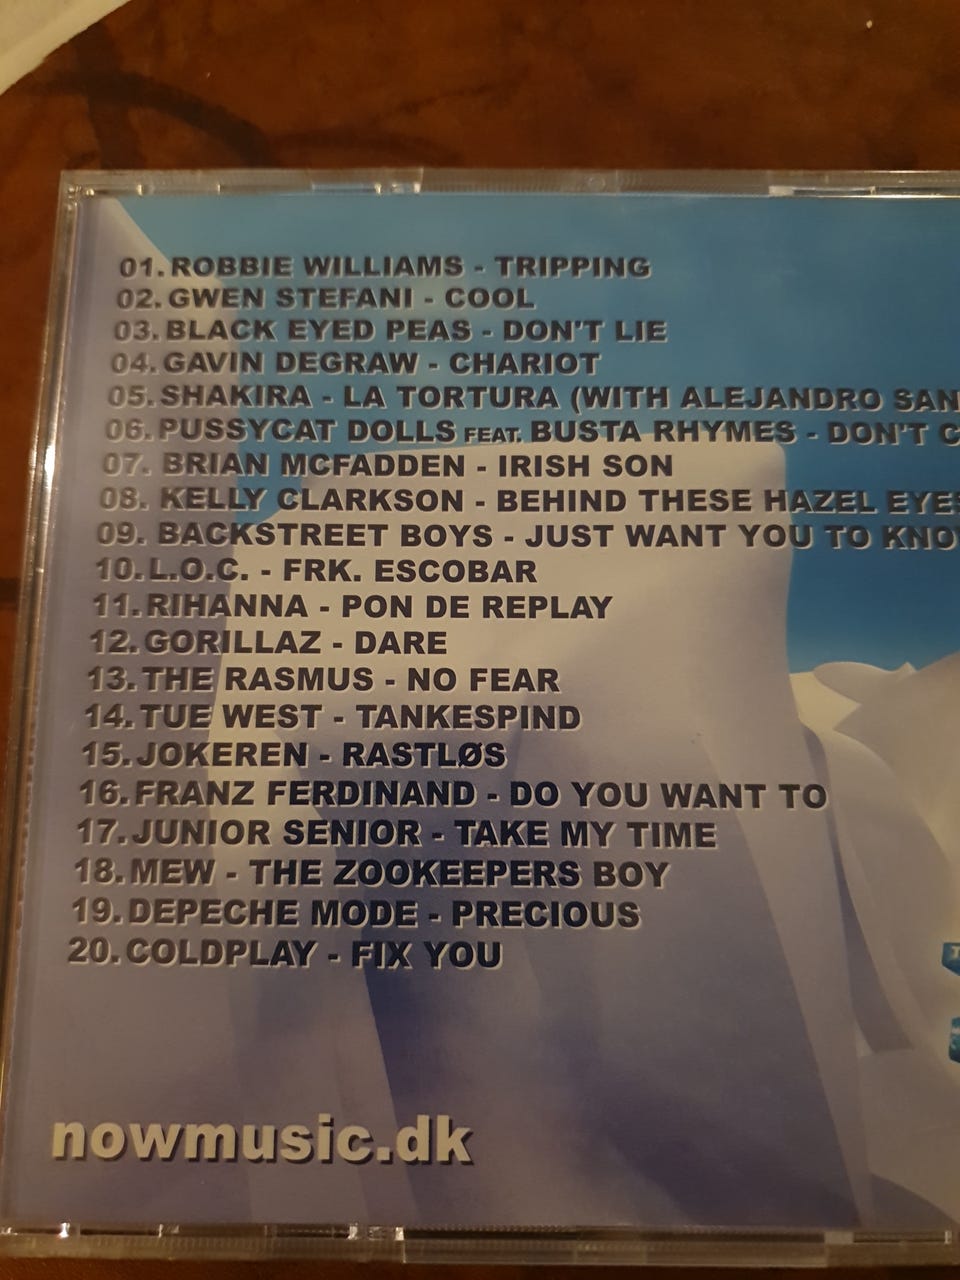 01. ROBBIE WILLIAMS - TRIPPING
02. GWEN STEFANI - COOL
03. BLACK EYED PEAS - DON'T LIE
04. GAVIN DEGRAW - CHARIOT
05. SHAKIRA - LA TORTURA (WITH ALEJANDRO
06. PUSSYCAT DOLLS FEAT. BUSTA RHYMES - DON'T
07. BRIAN MCFADDEN - IRISH SON
08. KELLY CLARKSON - BEHIND THESE HAZEL EYES
09. BACKSTREET BOYS - JUST WANT YOU TO
10. L.O.C. - FRK. ESCOBAR
11. RIHANNA - PON DE REPLAY
12. GORILLAZ - DARE
13. THE RASMUS - NO FEAR
14. TUE WEST - TANKESPIND
15. JOKEREN - RASTLØS
16. FRANZ FERDINAND - DO YOU WANT TO
17. JUNIOR SENIOR - TAKE MY TIME
18. MEW - THE ZOOKEEPERS BOY
19. DEPECHE MODE - PRECIOUS
20. COLDPLAY - FIX YOU
nowmusic.dk